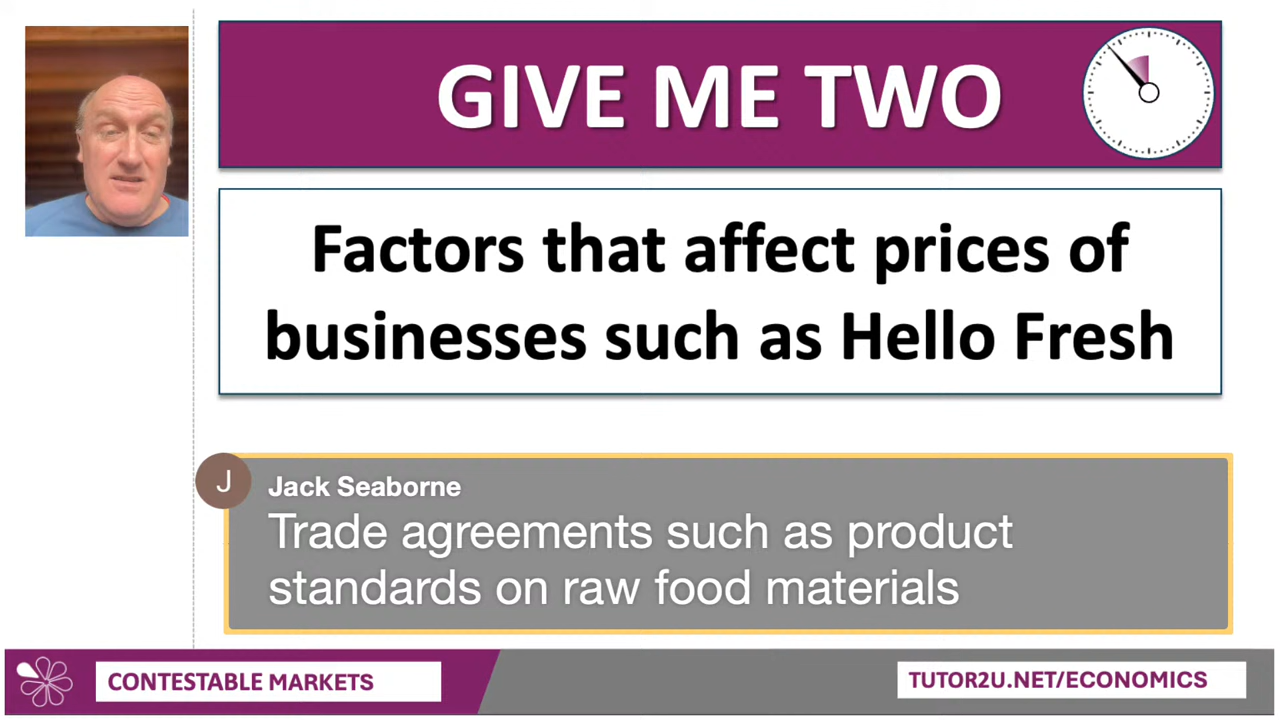 GIVE ME TWO
Factors that affect prices of
businesses such as Hello Fresh
J
Jack Seaborne
Trade agreements such as product
standards on raw food materials
CONTESTABLE MARKETS
TUTOR2U.NET/ECONOMICS